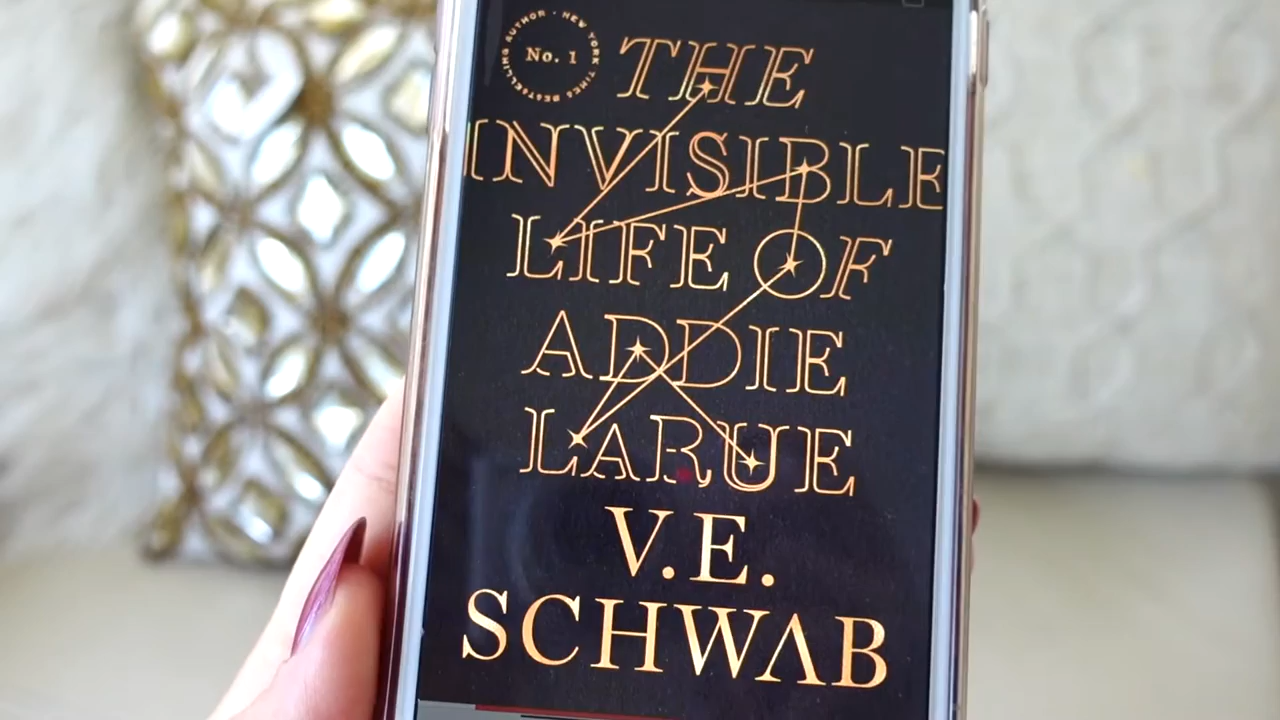 No. 1
NEW YORK TIMES BESTSELLING AUTHOR
THE
INVISIBLE
LIFE OF
ADDIE
LARUE
V.E.
SCHWAB